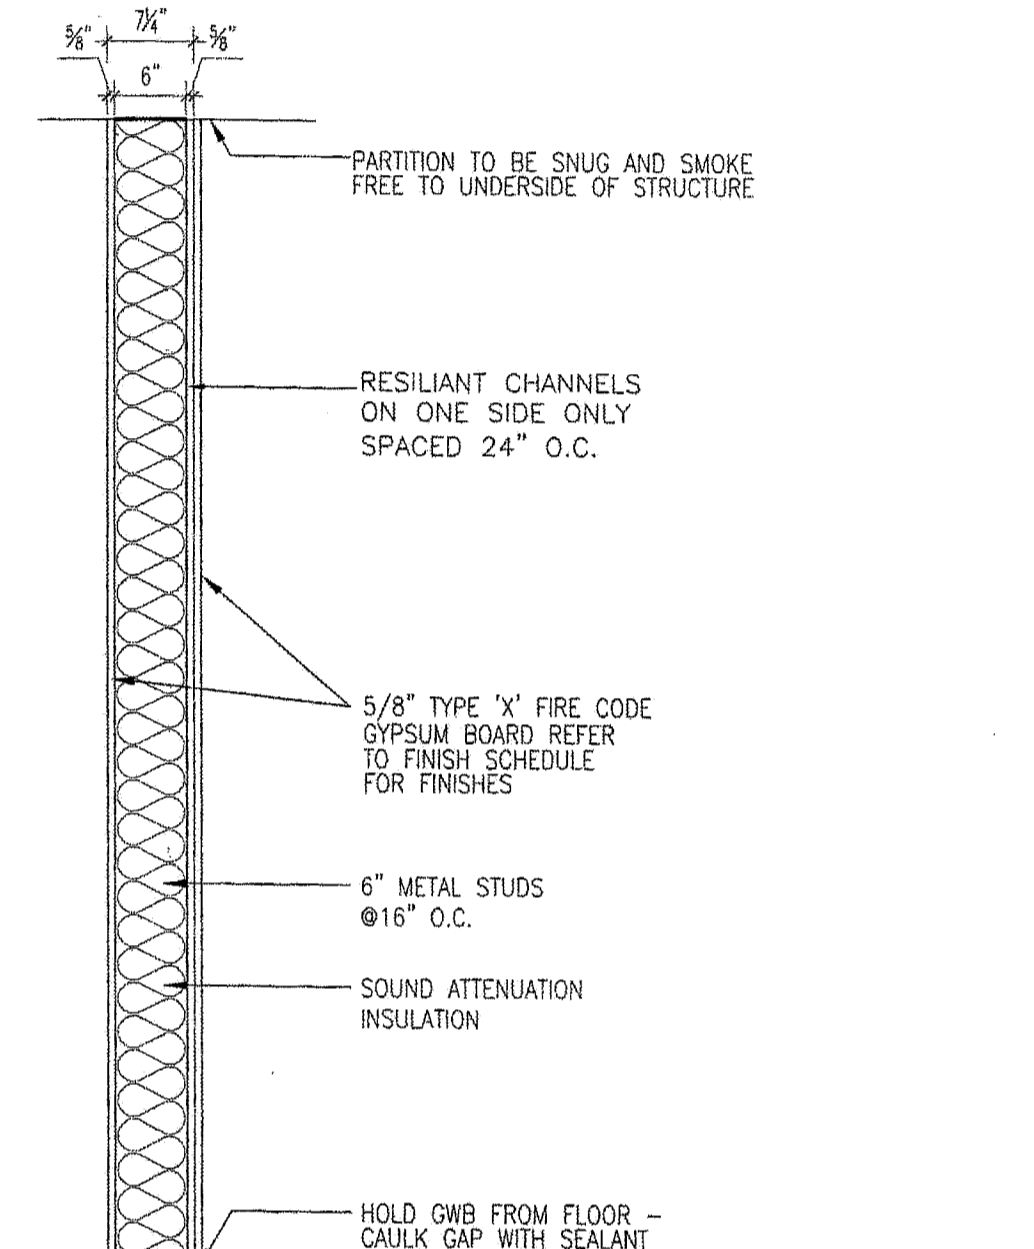 7¼"
5/8" 5/8"
6"
PARTITION TO BE SNUG AND SMOKE
FREE TO UNDERSIDE OF STRUCTURE
RESILIANT CHANNELS
ON ONE SIDE ONLY
SPACED 24" O.C.
5/8" TYPE 'X' FIRE CODE
GYPSUM BOARD REFER
TO FINISH SCHEDULE
FOR FINISHES
6" METAL STUDS
@16" O.C.
SOUND ATTENUATION
INSULATION
HOLD GWB FROM FLOOR –
CAULK GAP WITH SEALANT